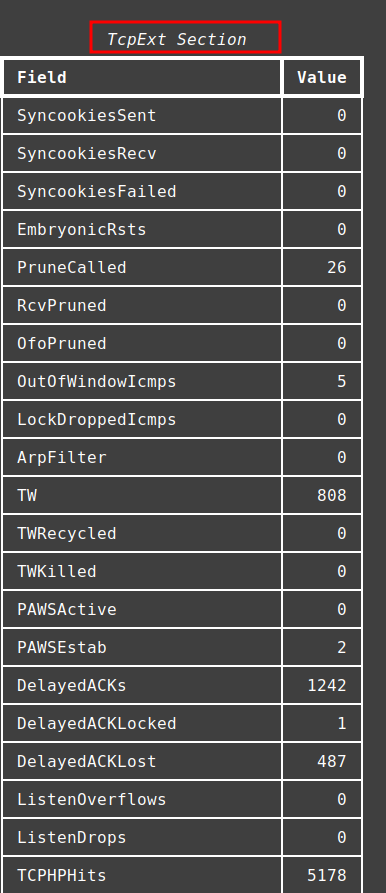 TcpExt Section
Field Value
SyncookiesSent 0
SyncookiesRecv 0
SyncookiesFailed 0
EmbryonicRsts 0
PruneCalled 26
RcvPruned 0
OfoPruned 0
OutOfWindowIcmps 5
LockDroppedIcmps 0
ArpFilter 0
TW 808
TWRecycled 0
TWKilled 0
PAWSActive 0
PAWSEstab 2
DelayedACKs 1242
DelayedACKLocked 1
DelayedACKLost 487
ListenOverflows 0
ListenDrops 0
TCPHPHits 5178